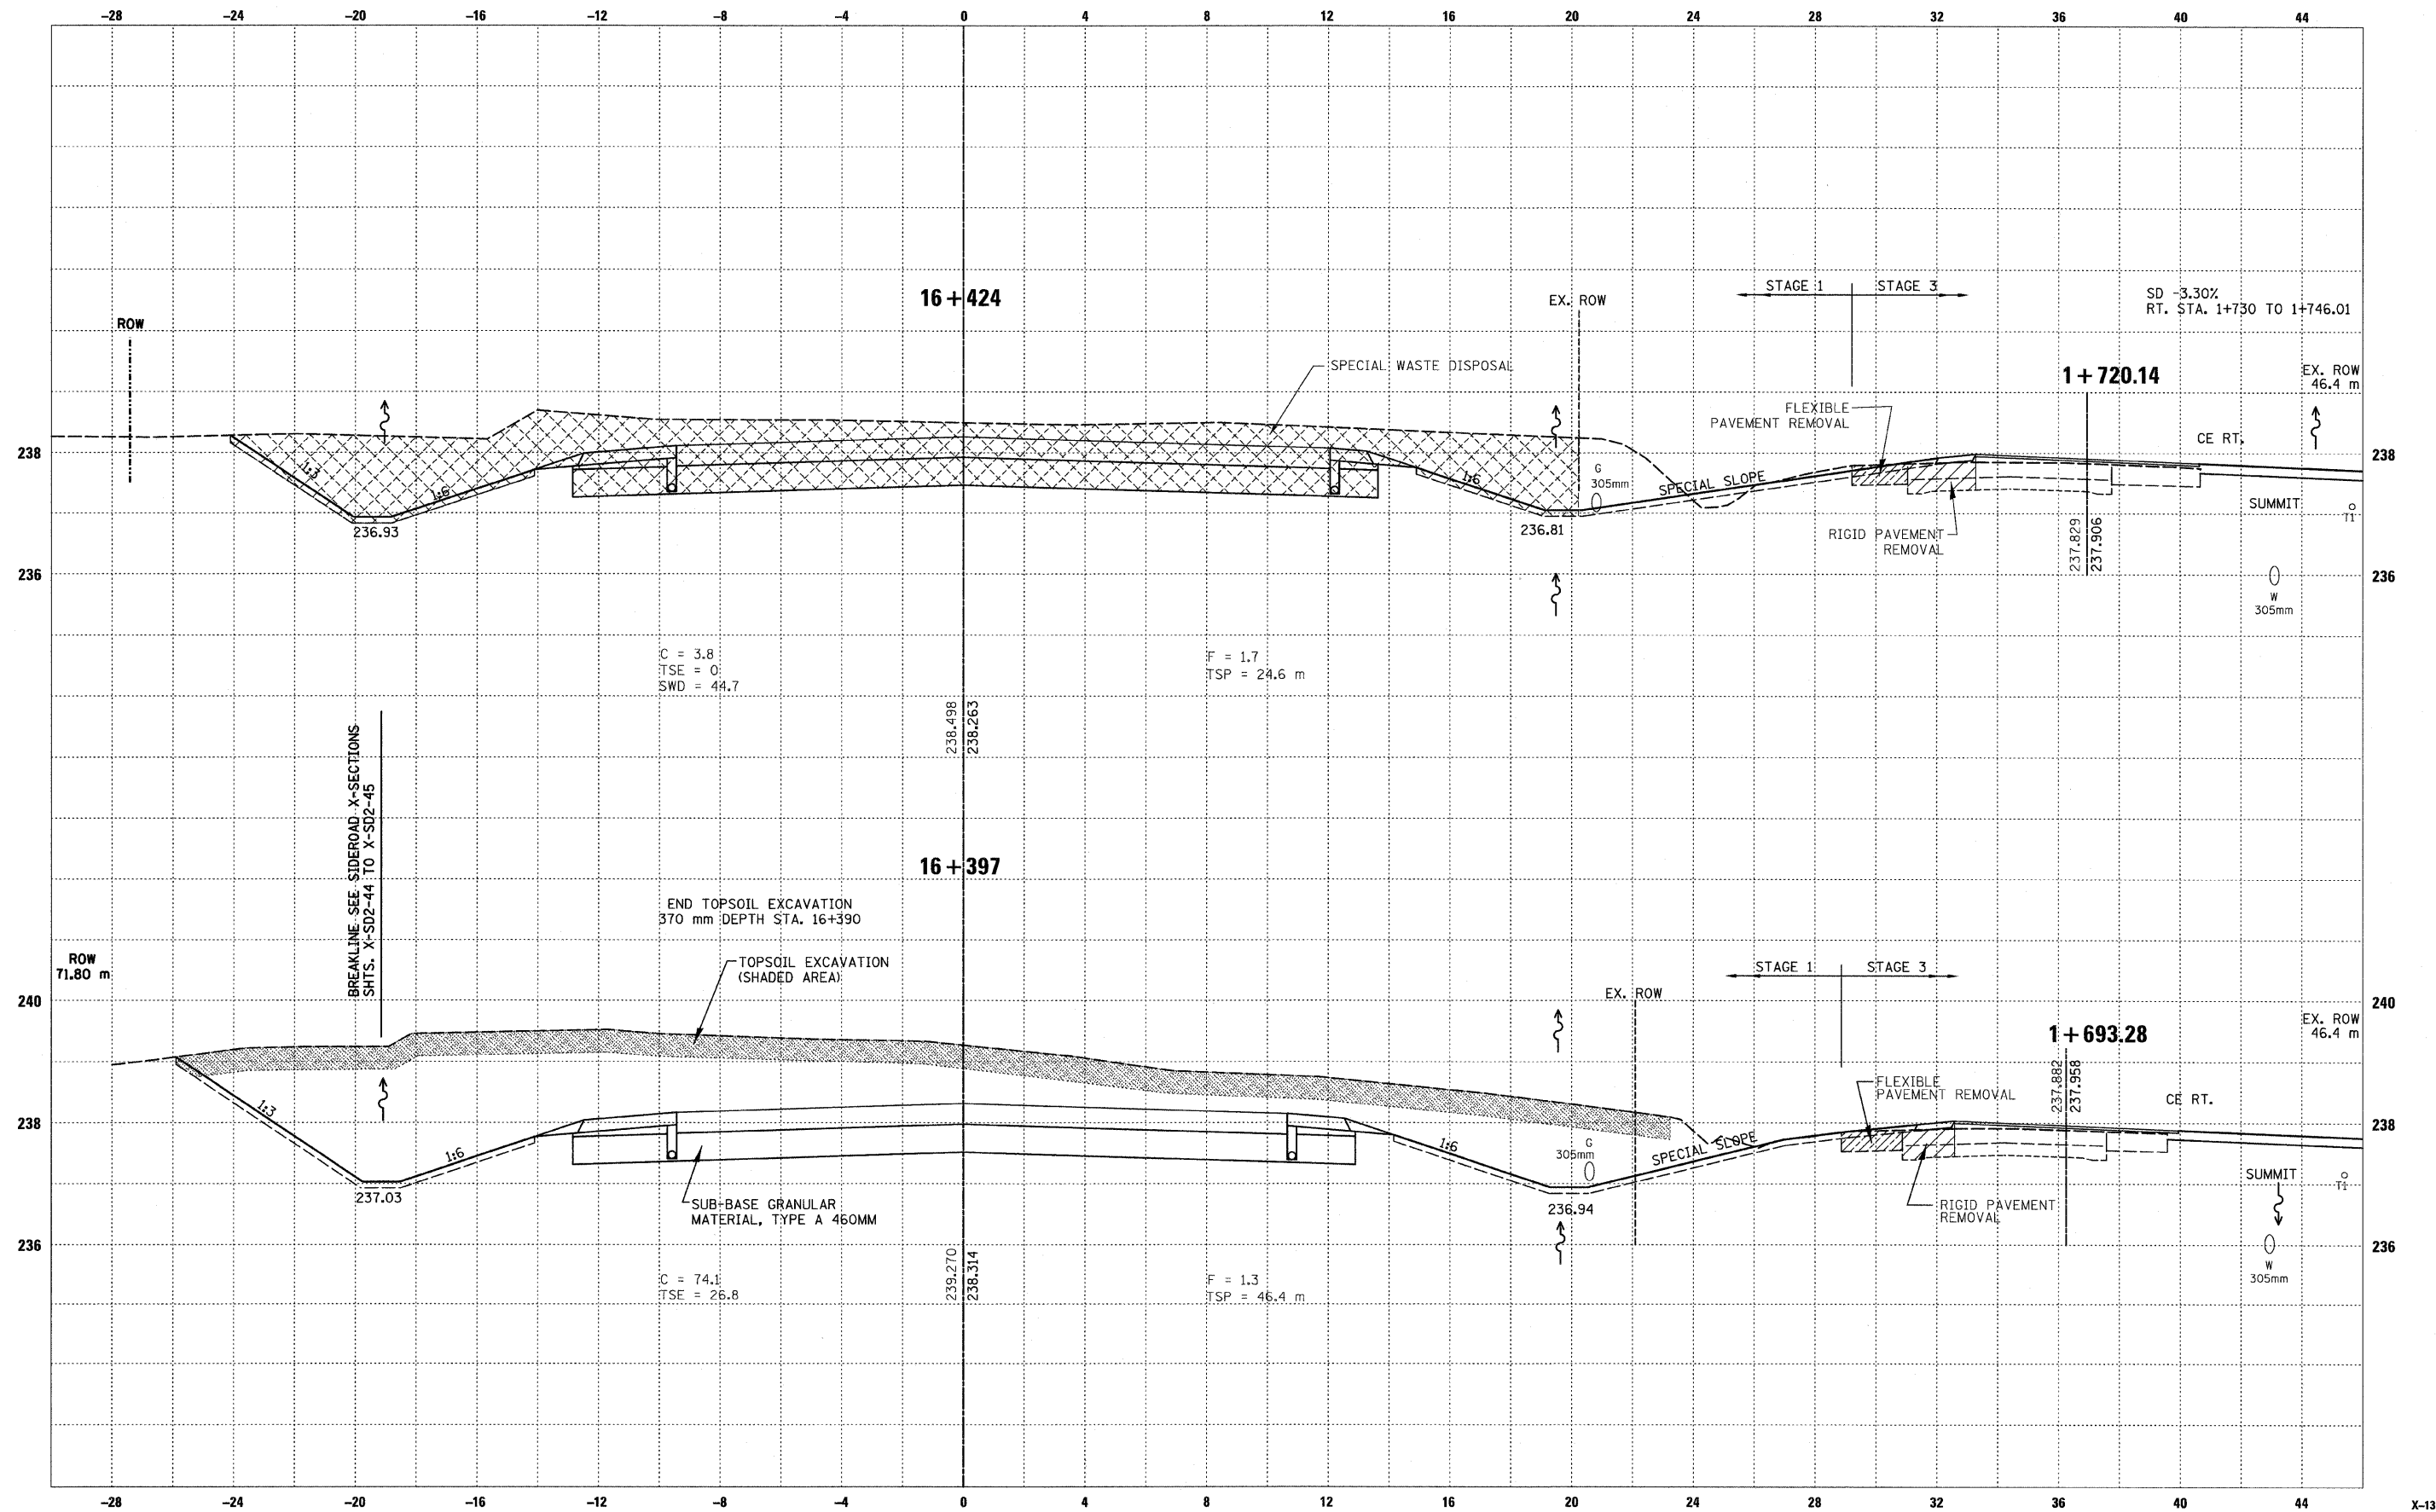 -28 -24 -20 -16 -12 -8 -4 0 4 8 12 16 20 24 28 32 36 40 44
16+424
EX. ROW
STAGE 1
STAGE 3
SD -3.30%
RT. STA. 1+730 TO 1+746.01
ROW
SPECIAL WASTE DISPOSAL
1+720.14
EX. ROW
46.4 m
FLEXIBLE
PAVEMENT REMOVAL
CE RT.
238
238
1:3
1:6
1:6
G
305mm
SPECIAL SLOPE
SUMMIT
T1
236.93
236.81
RIGID PAVEMENT
REMOVAL
237.829
237.906
236
236
W
305mm
C = 3.8
TSE = 0
SWD = 44.7
F = 1.7
TSP = 24.6 m
238.498
238.263
BREAKLINE SEE SIDEROAD X-SECTIONS
SHTS. X-SD2-44 TO X-SD2-45
16+397
END TOPSOIL EXCAVATION
370 mm DEPTH STA. 16+390
ROW
71.80 m
TOPSOIL EXCAVATION
(SHADED AREA)
STAGE 1
STAGE 3
EX. ROW
240
240
EX. ROW
46.4 m
1+693.28
237.882
237.958
FLEXIBLE
PAVEMENT REMOVAL
CE RT.
238
238
1:3
1:6
1:6
G
305mm
SPECIAL SLOPE
SUMMIT
T1
237.03
236.94
SUB-BASE GRANULAR
MATERIAL, TYPE A 460MM
RIGID PAVEMENT
REMOVAL
236
236
W
305mm
C = 74.1
TSE = 26.8
239.270
238.314
F = 1.3
TSP = 46.4 m
-28 -24 -20 -16 -12 -8 -4 0 4 8 12 16 20 24 28 32 36 40 44
X-13